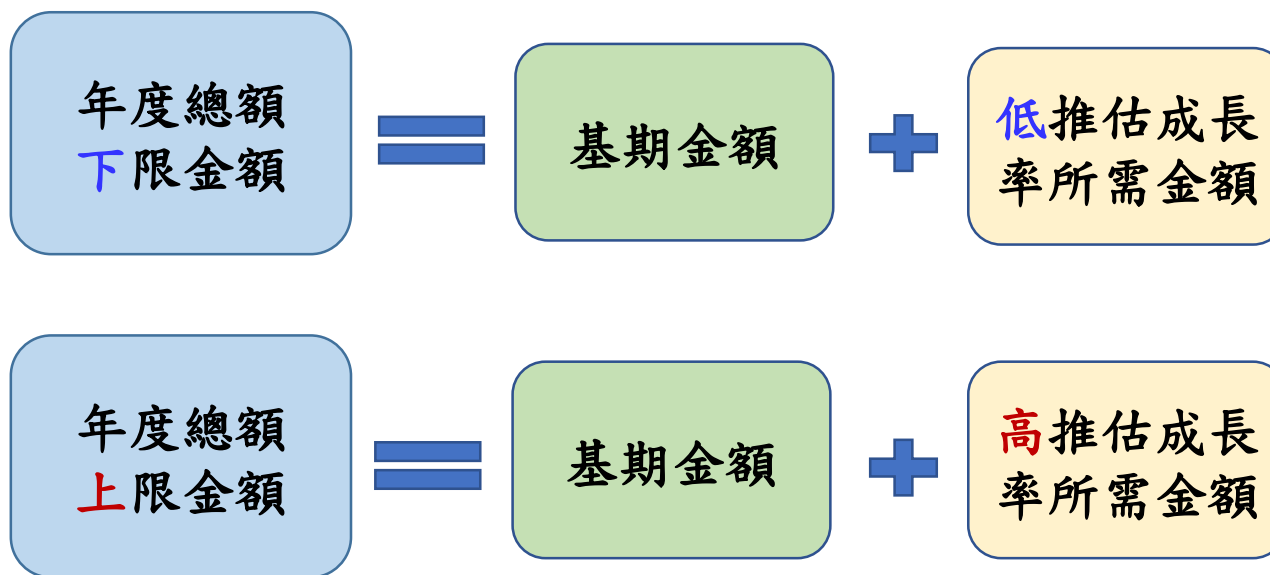 年度總額
下限金額
基期金額
低推估成長
率所需金額
年度總額
上限金額
基期金額
高推估成長
率所需金額